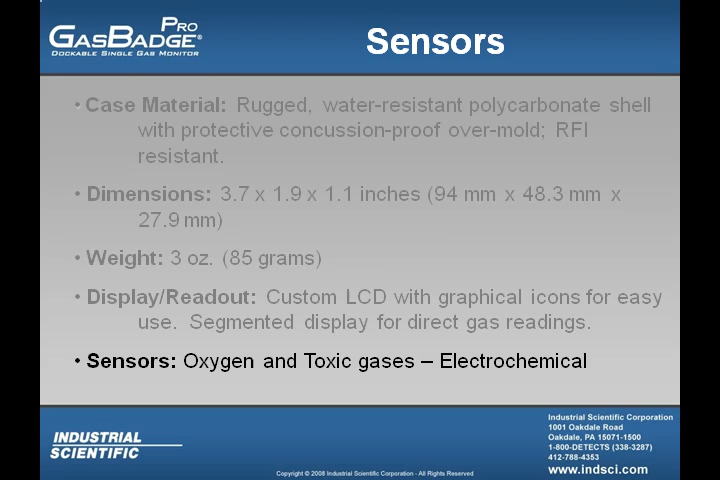 PRO
GASBADGE®
DOCKABLE SINGLE GAS MONITOR
Sensors
• Case Material: Rugged, water-resistant polycarbonate shell
with protective concussion-proof over-mold; RFI
resistant.
• Dimensions: 3.7 x 1.9 x 1.1 inches (94 mm x 48.3 mm x
27.9 mm)
• Weight: 3 oz. (85 grams)
• Display/Readout: Custom LCD with graphical icons for easy
use. Segmented display for direct gas readings.
• Sensors: Oxygen and Toxic gases – Electrochemical
INDUSTRIAL
SCIENTIFIC
Copyright © 2008 Industrial Scientific Corporation - All Rights Reserved
Industrial Scientific Corporation
1001 Oakdale Road
Oakdale, PA 15071-1500
1-800-DETECTS (338-3287)
412-788-4353
www.indsci.com